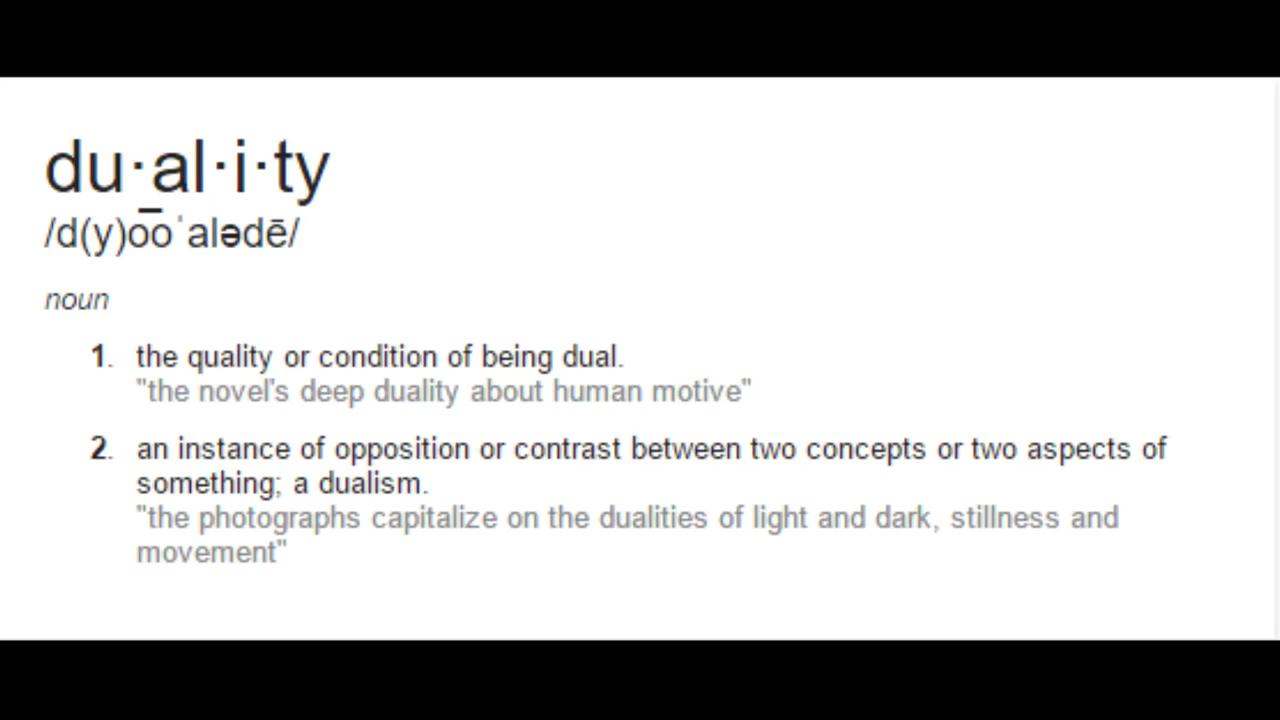 du·al·i·ty
/d(y)o͞oˈalədē/
noun
1. the quality or condition of being dual.
"the novel's deep duality about human motive"
2. an instance of opposition or contrast between two concepts or two aspects of
something; a dualism.
"the photographs capitalize on the dualities of light and dark, stillness and
movement"